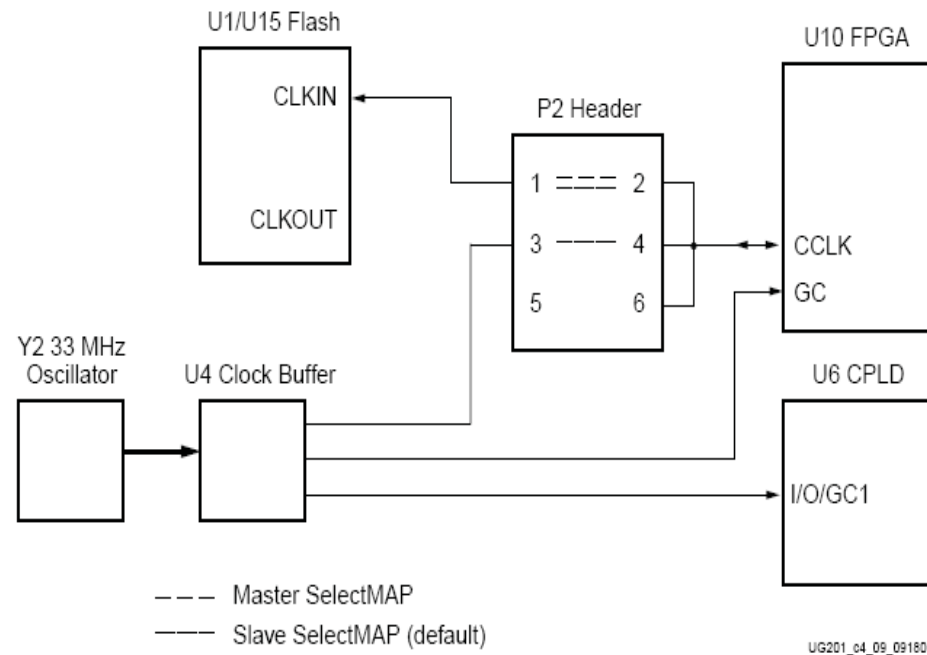 U1/U15 Flash
U10 FPGA
CLKIN
P2 Header
1 2
CLKOUT
3 4
CCLK
5 6
GC
Y2 33 MHz
Oscillator
U4 Clock Buffer
U6 CPLD
I/O/GC1
Master SelectMAP
Slave SelectMAP (default)
UG201_c4_09_09180